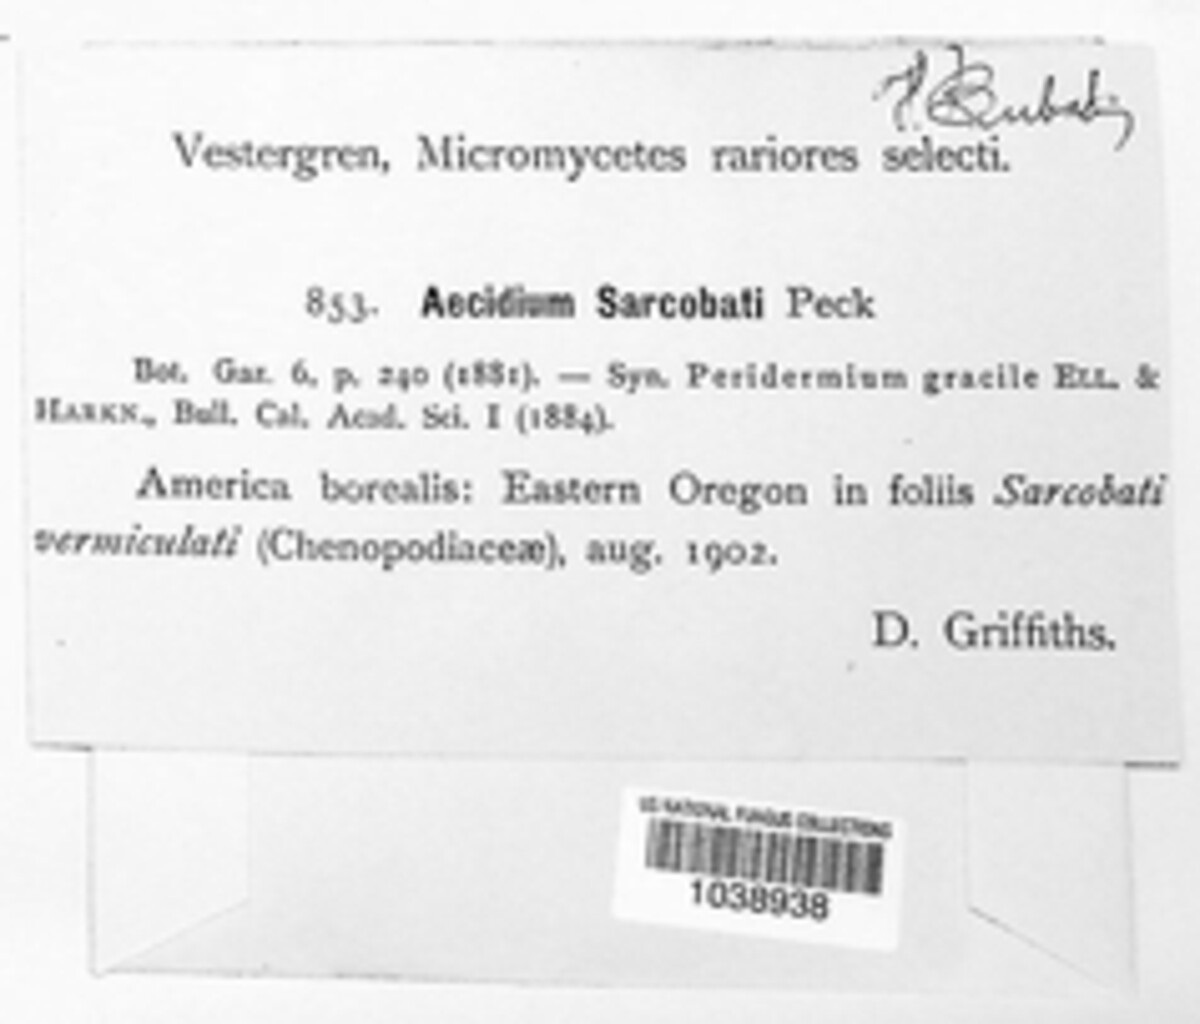 Vestergren, Micromycetes rariores selecti.
853. Aecidium Sarcobati Peck
Bot. Gaz. 6, p. 240 (1881). — Syn. Peridermium gracile ELL. &
HARKN., Bull. Cal. Acad. Sci. I (1884).
America borealis: Eastern Oregon in foliis Sarcobati
vermiculati (Chenopodiaceæ), aug. 1902.
D. Griffiths.
US NATIONAL FUNGUS COLLECTIONS
1038938